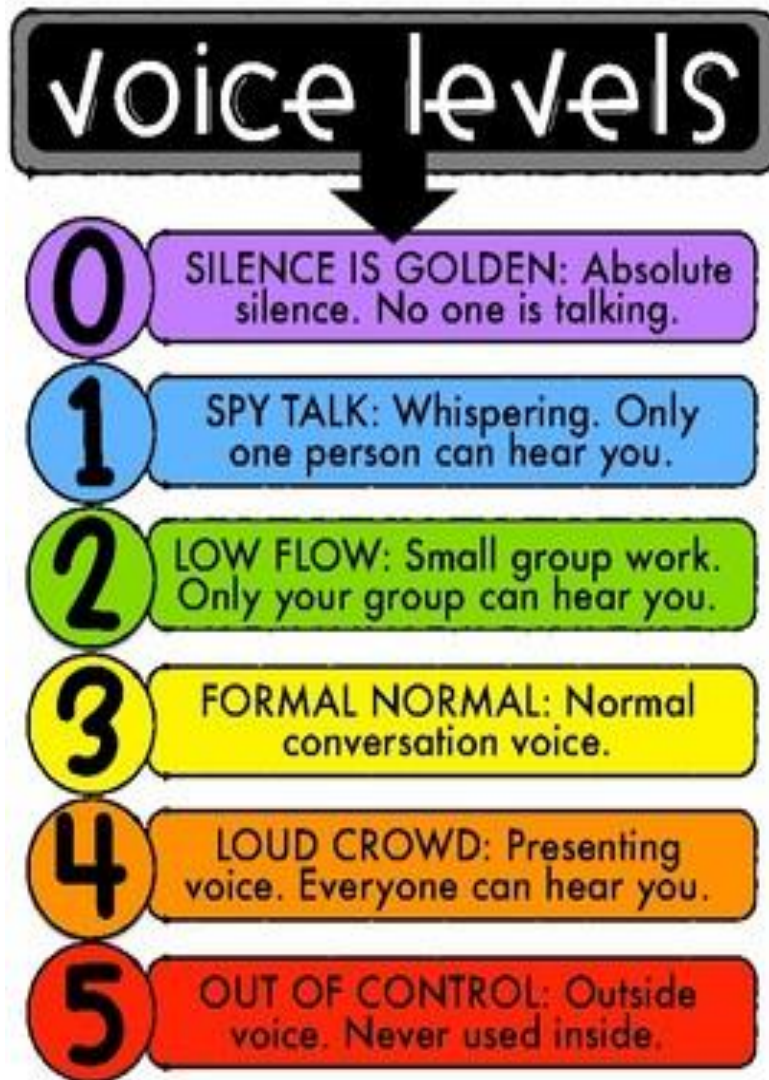 voice levels
0
SILENCE IS GOLDEN: Absolute
silence. No one is talking.
1
SPY TALK: Whispering. Only
one person can hear you.
2
LOW FLOW: Small group work.
Only your group can hear you.
3
FORMAL NORMAL: Normal
conversation voice.
4
LOUD CROWD: Presenting
voice. Everyone can hear you.
5
OUT OF CONTROL: Outside
voice. Never used inside.